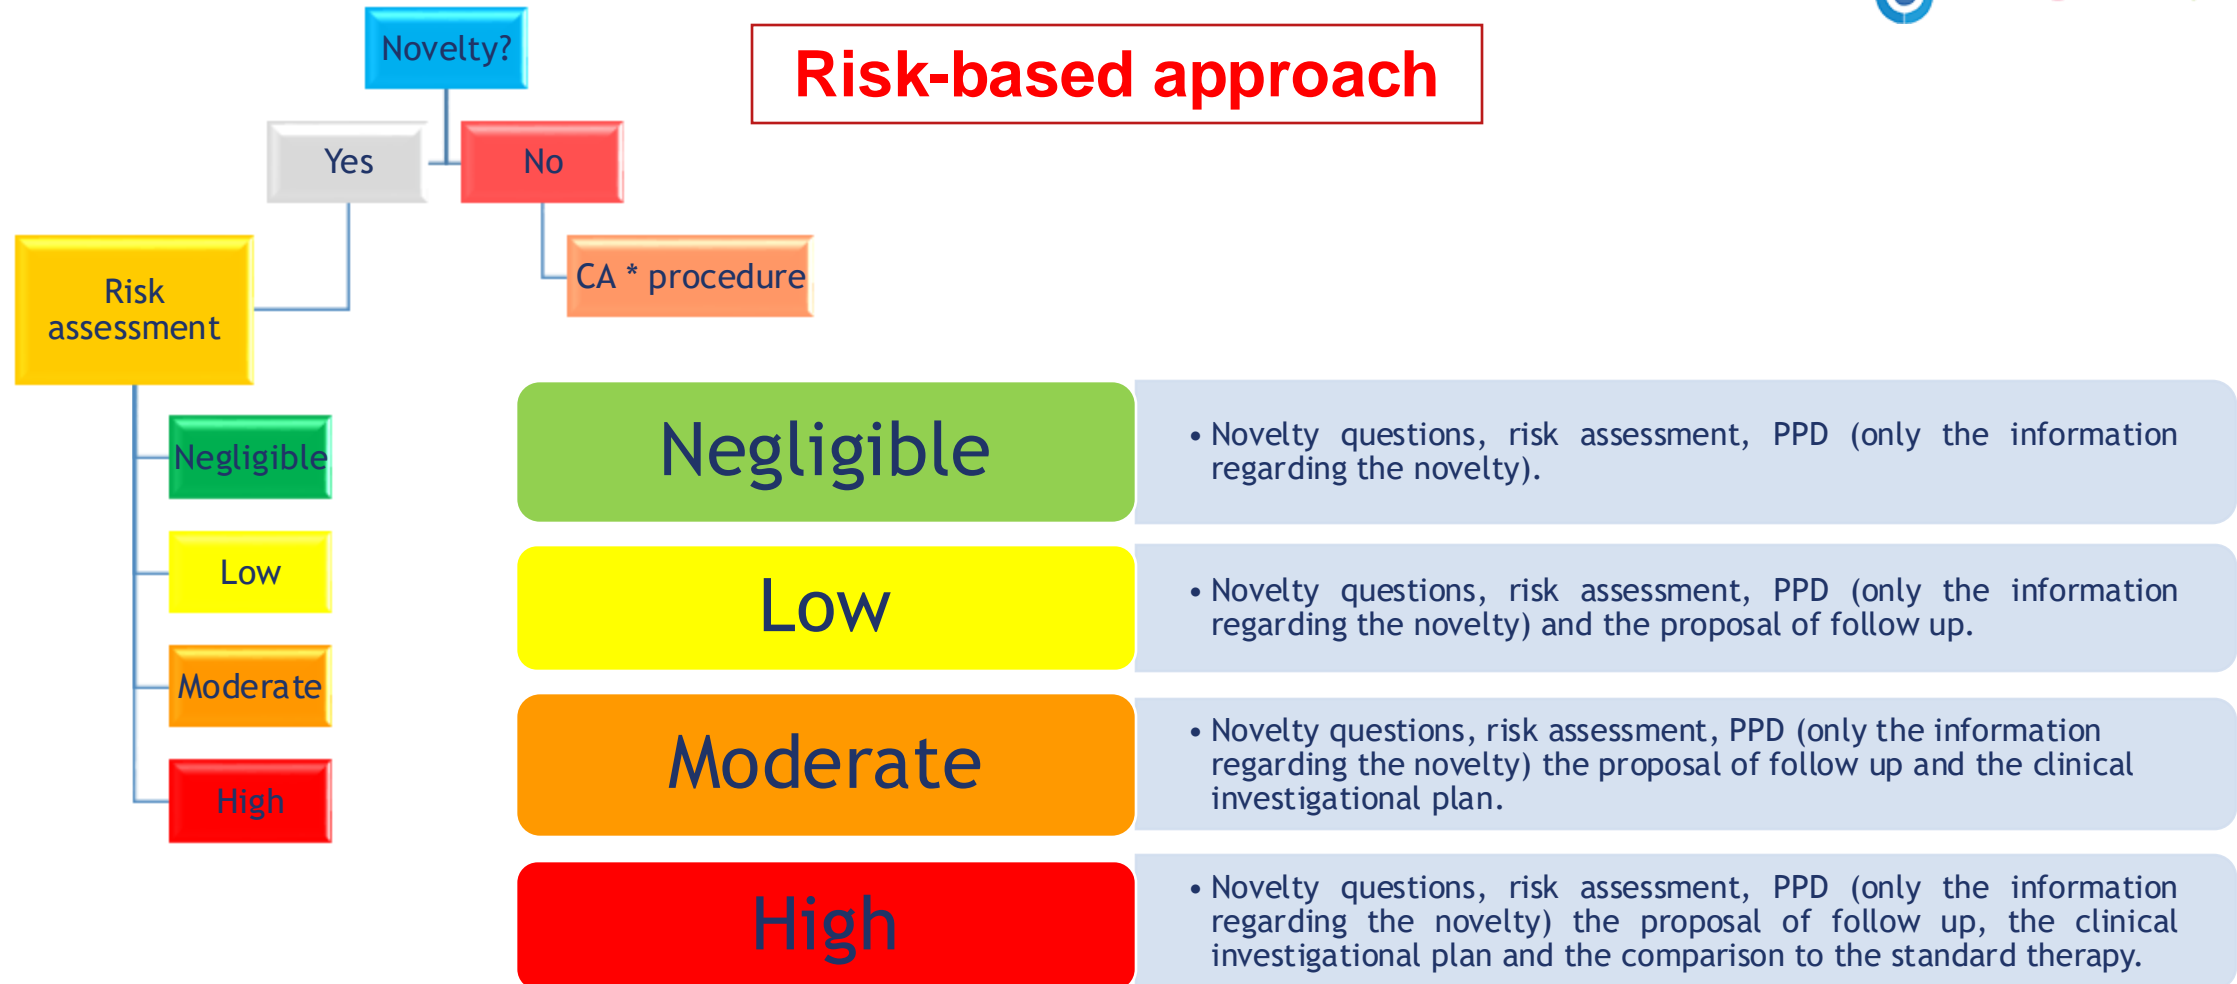 Novelty?
Risk-based approach
Yes
No
CA * procedure
Risk
assessment
Negligible
Low
Moderate
High
Negligible
• Novelty questions, risk assessment, PPD (only the information
regarding the novelty).
Low
• Novelty questions, risk assessment, PPD (only the information
regarding the novelty) and the proposal of follow up.
Moderate
• Novelty questions, risk assessment, PPD (only the information
regarding the novelty) the proposal of follow up and the clinical
investigational plan.
High
• Novelty questions, risk assessment, PPD (only the information
regarding the novelty) the proposal of follow up, the clinical
investigational plan and the comparison to the standard therapy.